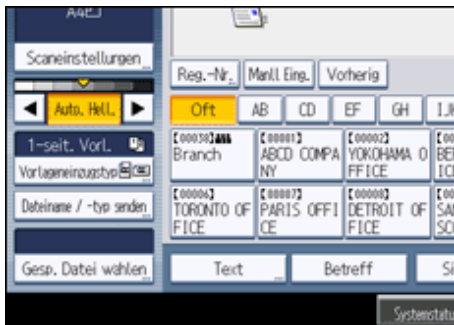 A4
Scaneinstellungen
Reg.-Nr.
Manll Eing.
Vorherig
Auto. Hell.
Oft
AB
CD
EF
GH
1-seit. Vorl.
[00038]
Branch
[00001]
ABCD COMPA
NY
[00002]
YOKOHAMA O
FFICE
Vorlageneinzugstyp
[00006]
TORONTO OF
FICE
[00007]
PARIS OFFI
CE
[00008]
DETROIT OF
FICE
Dateiname / -typ senden
Gesp. Datei wählen
Text
Betreff
Systemstatu